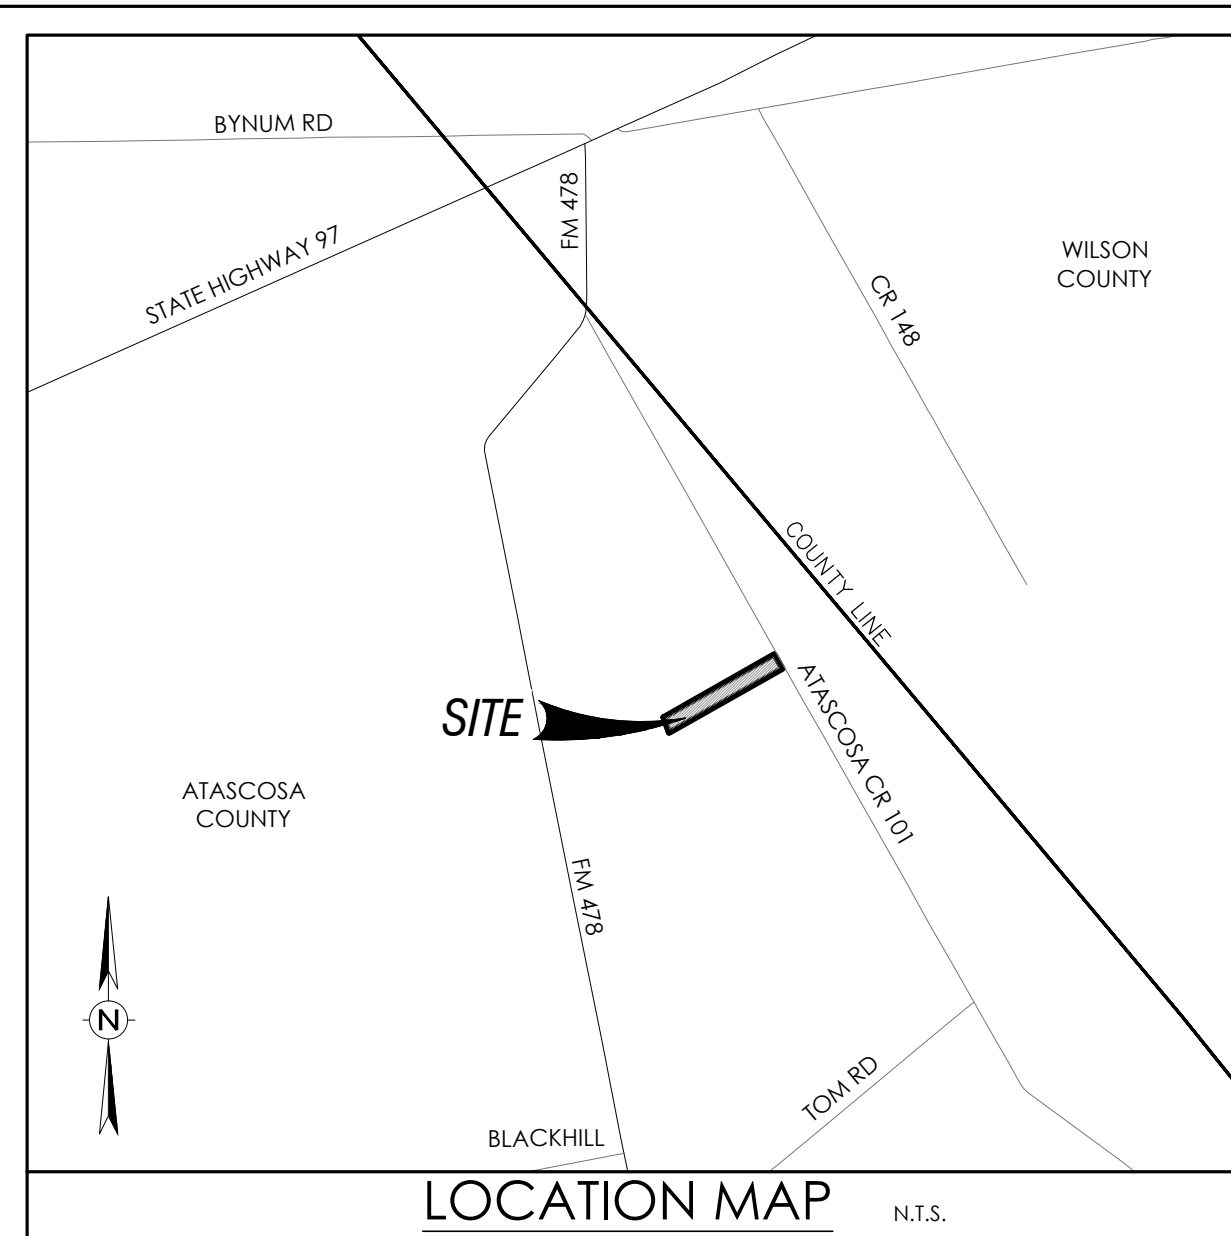 BYNUM RD
FM 478
STATE HIGHWAY 97
WILSON
COUNTY
CR 148
COUNTY LINE
SITE
ATASCOSA CR 101
ATASCOSA
COUNTY
FM 478
N
TOM RD
BLACKHILL
LOCATION MAP
N.T.S.